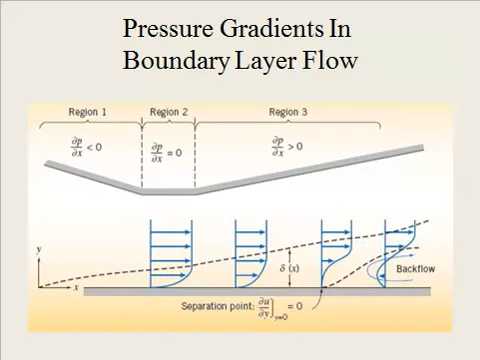 Pressure Gradients In
Boundary Layer Flow
Region 1 Region 2 Region 3
∂p/∂x < 0 ∂p/∂x = 0 ∂p/∂x > 0
y
δ (x)
Backflow
x
Separation point: ∂u/∂y]y=0 = 0